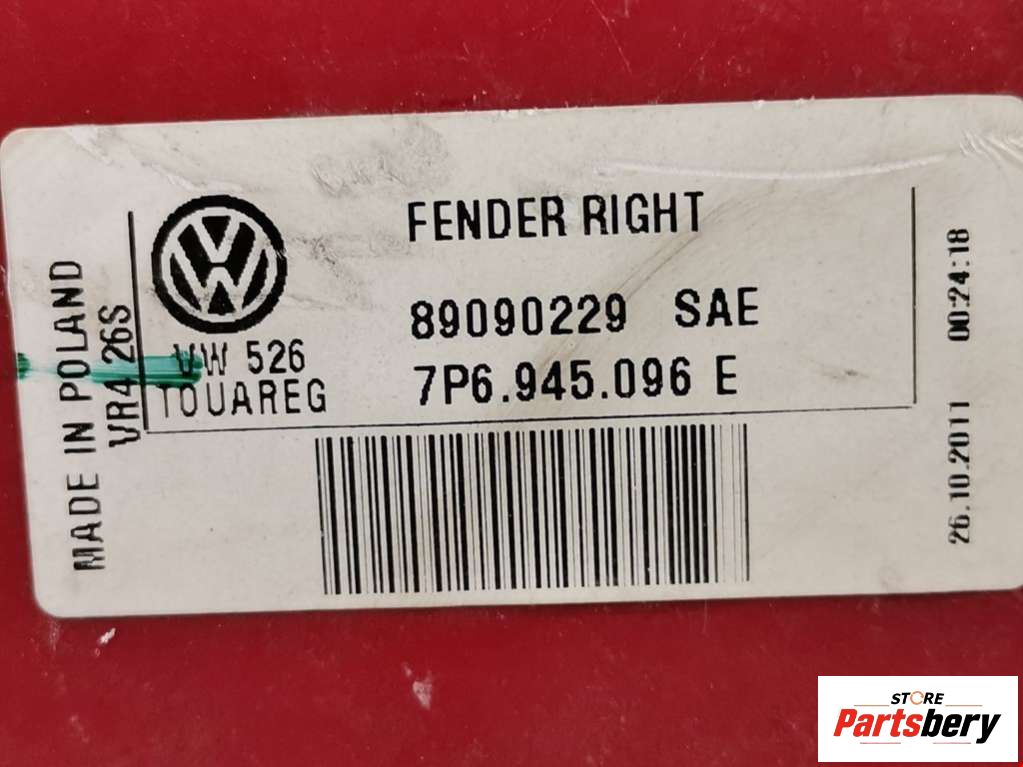 FENDER RIGHT
89090229 SAE
7P6.945.096 E
VW 526
TOUAREG
MADE IN POLAND
VR4 26S
26.10.2011 00:24:18
STORE
Partsbery